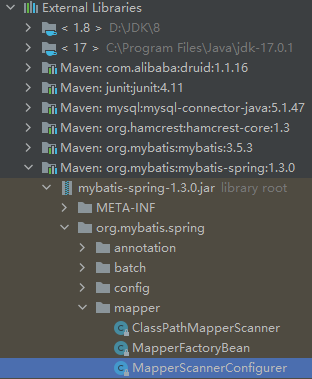 External Libraries
< 1.8 > D:\JDK\8
< 17 > C:\Program Files\Java\jdk-17.0.1
Maven: com.alibaba:druid:1.1.16
Maven: junit:junit:4.11
Maven: mysql:mysql-connector-java:5.1.47
Maven: org.hamcrest:hamcrest-core:1.3
Maven: org.mybatis:mybatis:3.5.3
Maven: org.mybatis:mybatis-spring:1.3.0
mybatis-spring-1.3.0.jar library root
META-INF
org.mybatis.spring
annotation
batch
config
mapper
ClassPathMapperScanner
MapperFactoryBean
MapperScannerConfigurer